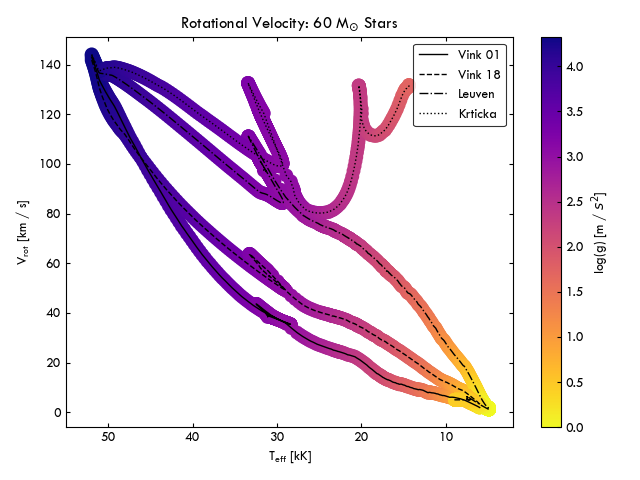 Rotational Velocity: 60 M⊙ Stars
140
120
100
80
60
40
20
0
V_rot [km / s]
50
40
30
20
10
T_eff [kK]
Vink 01
Vink 18
Leuven
Krticka
4.0
3.5
3.0
2.5
2.0
1.5
1.0
0.5
0.0
log(g) [m / S²]